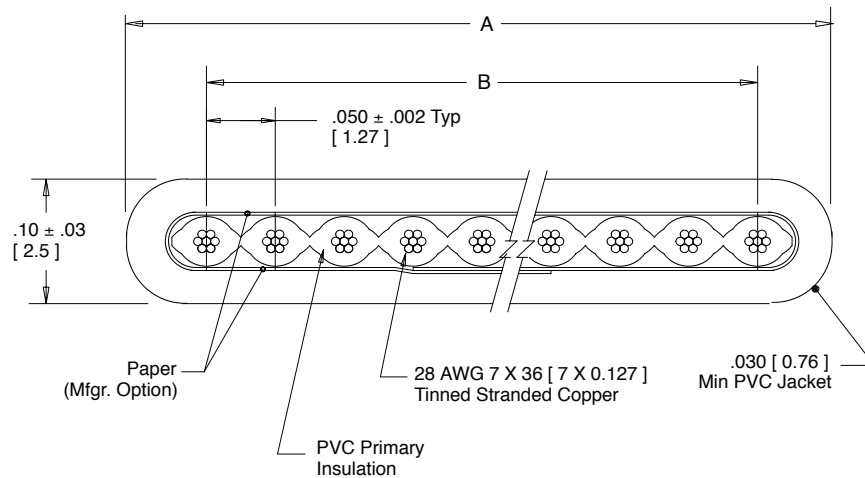 A
B
.050 ± .002 Typ
[ 1.27 ]
.10 ± .03
[ 2.5 ]
Paper
(Mfgr. Option)
28 AWG 7 X 36 [ 7 X 0.127 ]
Tinned Stranded Copper
.030 [ 0.76 ]
Min PVC Jacket
PVC Primary
Insulation